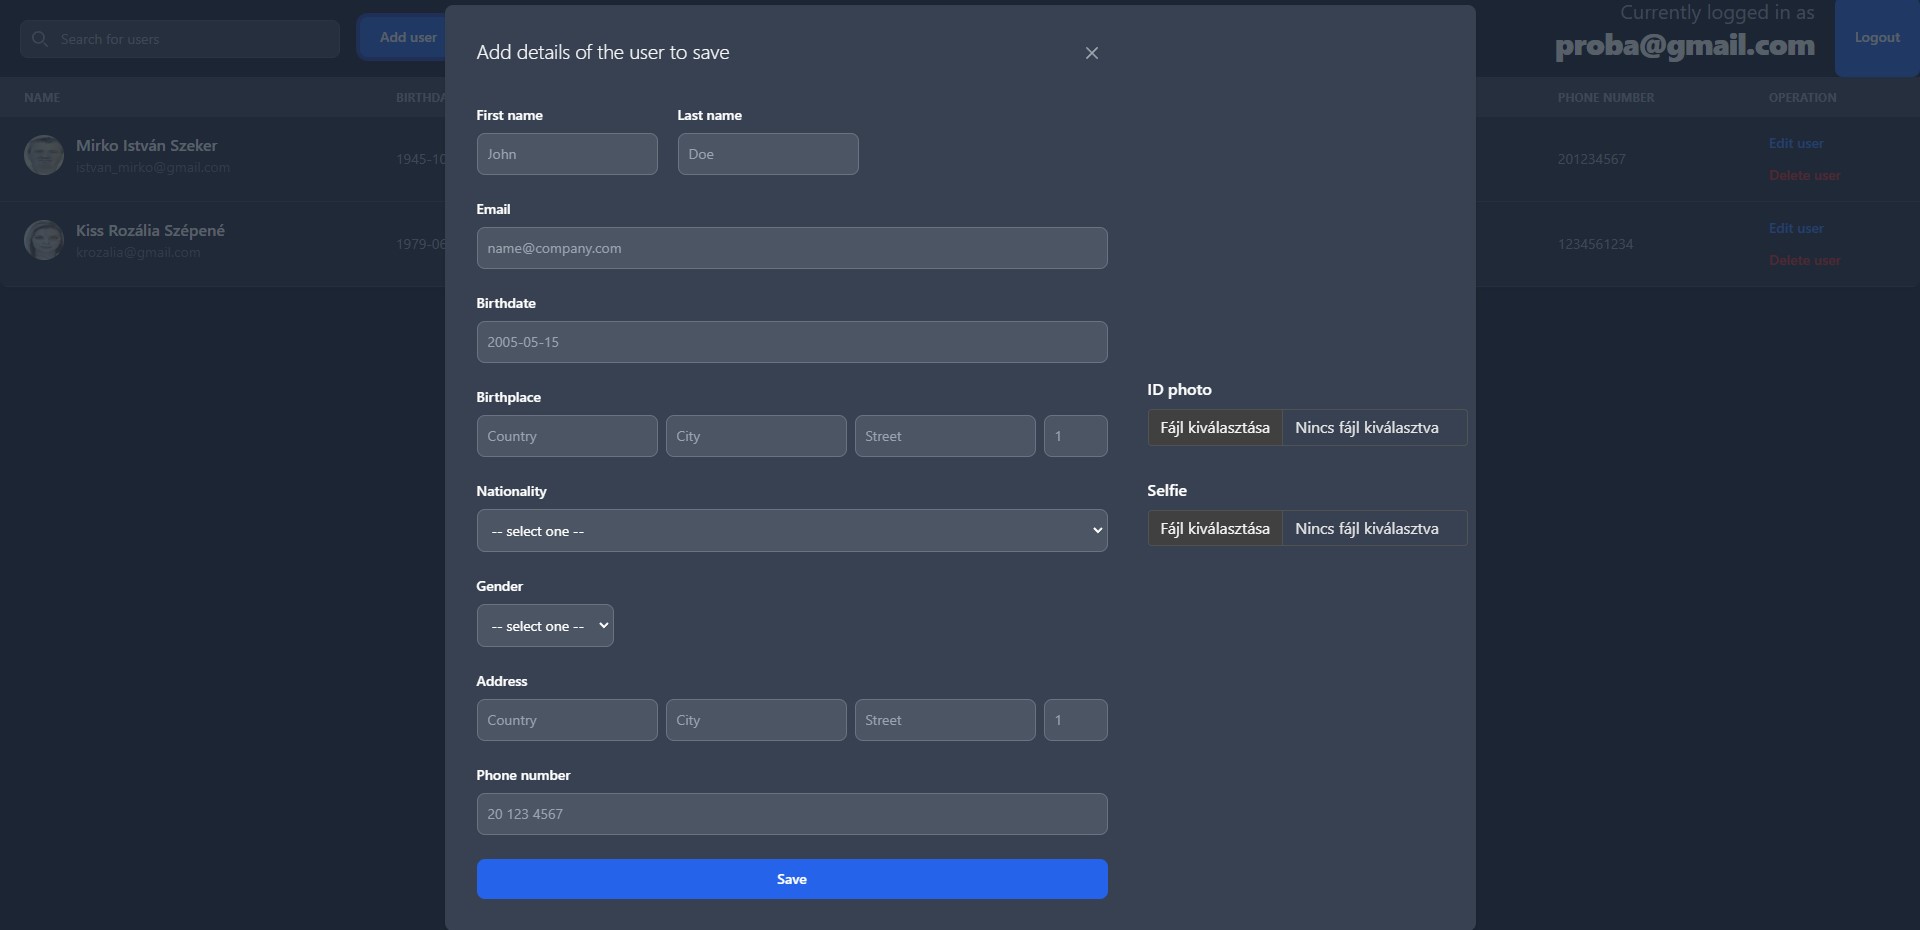 Search for users
Add user
Currently logged in as
proba@gmail.com
Logout
NAME
BIRTHDA
PHONE NUMBER
OPERATION
Mirko István Szeker
istvan_mirko@gmail.com
1945-10
201234567
Edit user
Delete user
Kiss Rozália Szépené
krozalia@gmail.com
1979-06
1234561234
Edit user
Delete user
Add details of the user to save
First name
Last name
John
Doe
Email
name@company.com
Birthdate
2005-05-15
Birthplace
Country
City
Street
1
Nationality
-- select one --
Gender
-- select one --
Address
Country
City
Street
1
Phone number
20 123 4567
Save
ID photo
Fájl kiválasztása
Nincs fájl kiválasztva
Selfie
Fájl kiválasztása
Nincs fájl kiválasztva